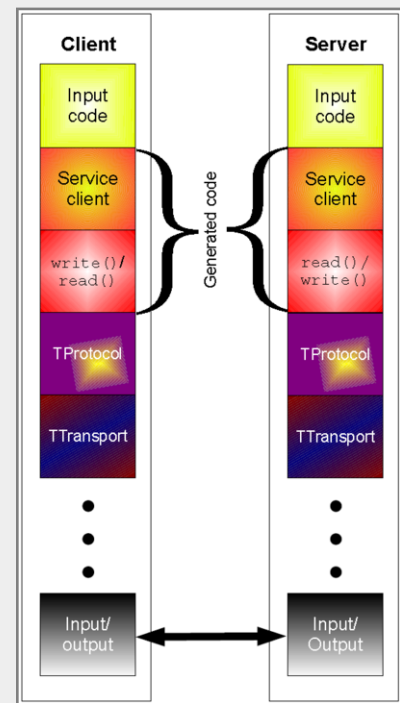 Client
Input
code
Service
client
write()/
read()
TProtocol
TTransport
Input/
output
Generated code
Server
Input
code
Service
client
read()/
write()
TProtocol
TTransport
Input/
Output